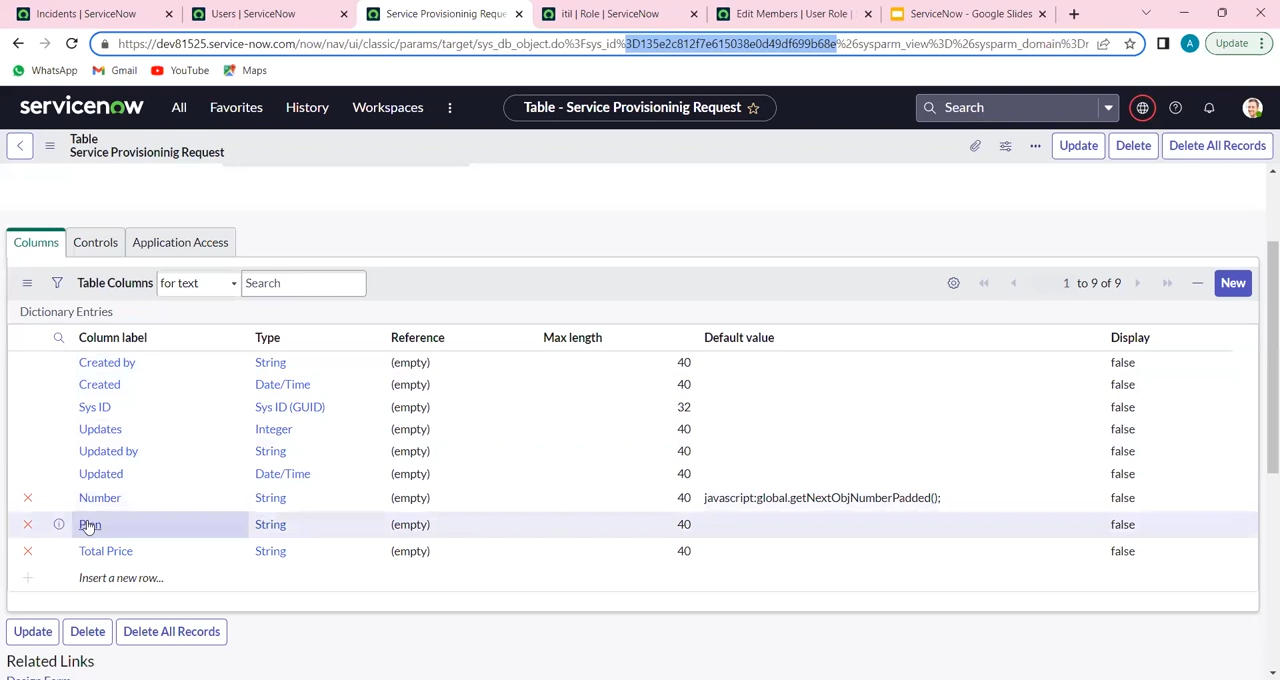 Incidents | ServiceNow
Users | ServiceNow
Service Provisioninig Reque
itil | Role | ServiceNow
Edit Members | User Role |
ServiceNow - Google Slides
https://dev81525.service-now.com/now/nav/ui/classic/params/target/sys_db_object.do%3Fsys_id%3D135e2c812f7e615038e0d49df699b68e%26sysparm_view%3D%26sysparm_domain%3Dr
A
Update
WhatsApp
Gmail
YouTube
Maps
servicenow
All
Favorites
History
Workspaces
Table - Service Provisioninig Request
Search
Table
Service Provisioninig Request
Update
Delete
Delete All Records
Columns
Controls
Application Access
Table Columns
for text
Search
1 to 9 of 9
New
Dictionary Entries
Column label Type Reference Max length Default value Display
Created by String (empty) 40 false
Created Date/Time (empty) 40 false
Sys ID Sys ID (GUID) (empty) 32 false
Updates Integer (empty) 40 false
Updated by String (empty) 40 false
Updated Date/Time (empty) 40 false
Number String (empty) 40 javascript:global.getNextObjNumberPadded(); false
String (empty) 40 false
Total Price String (empty) 40 false
Insert a new row...
Update
Delete
Delete All Records
Related Links
Design Form